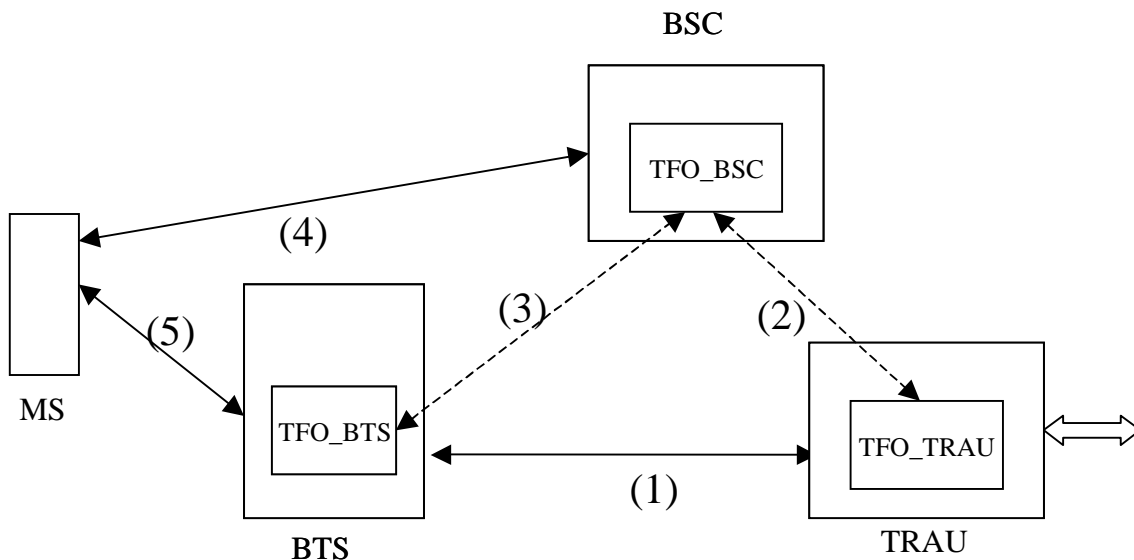 BSC
TFO_BSC
(4)
(3)
(2)
(5)
MS
TFO_BTS
TFO_TRAU
(1)
BTS
TRAU